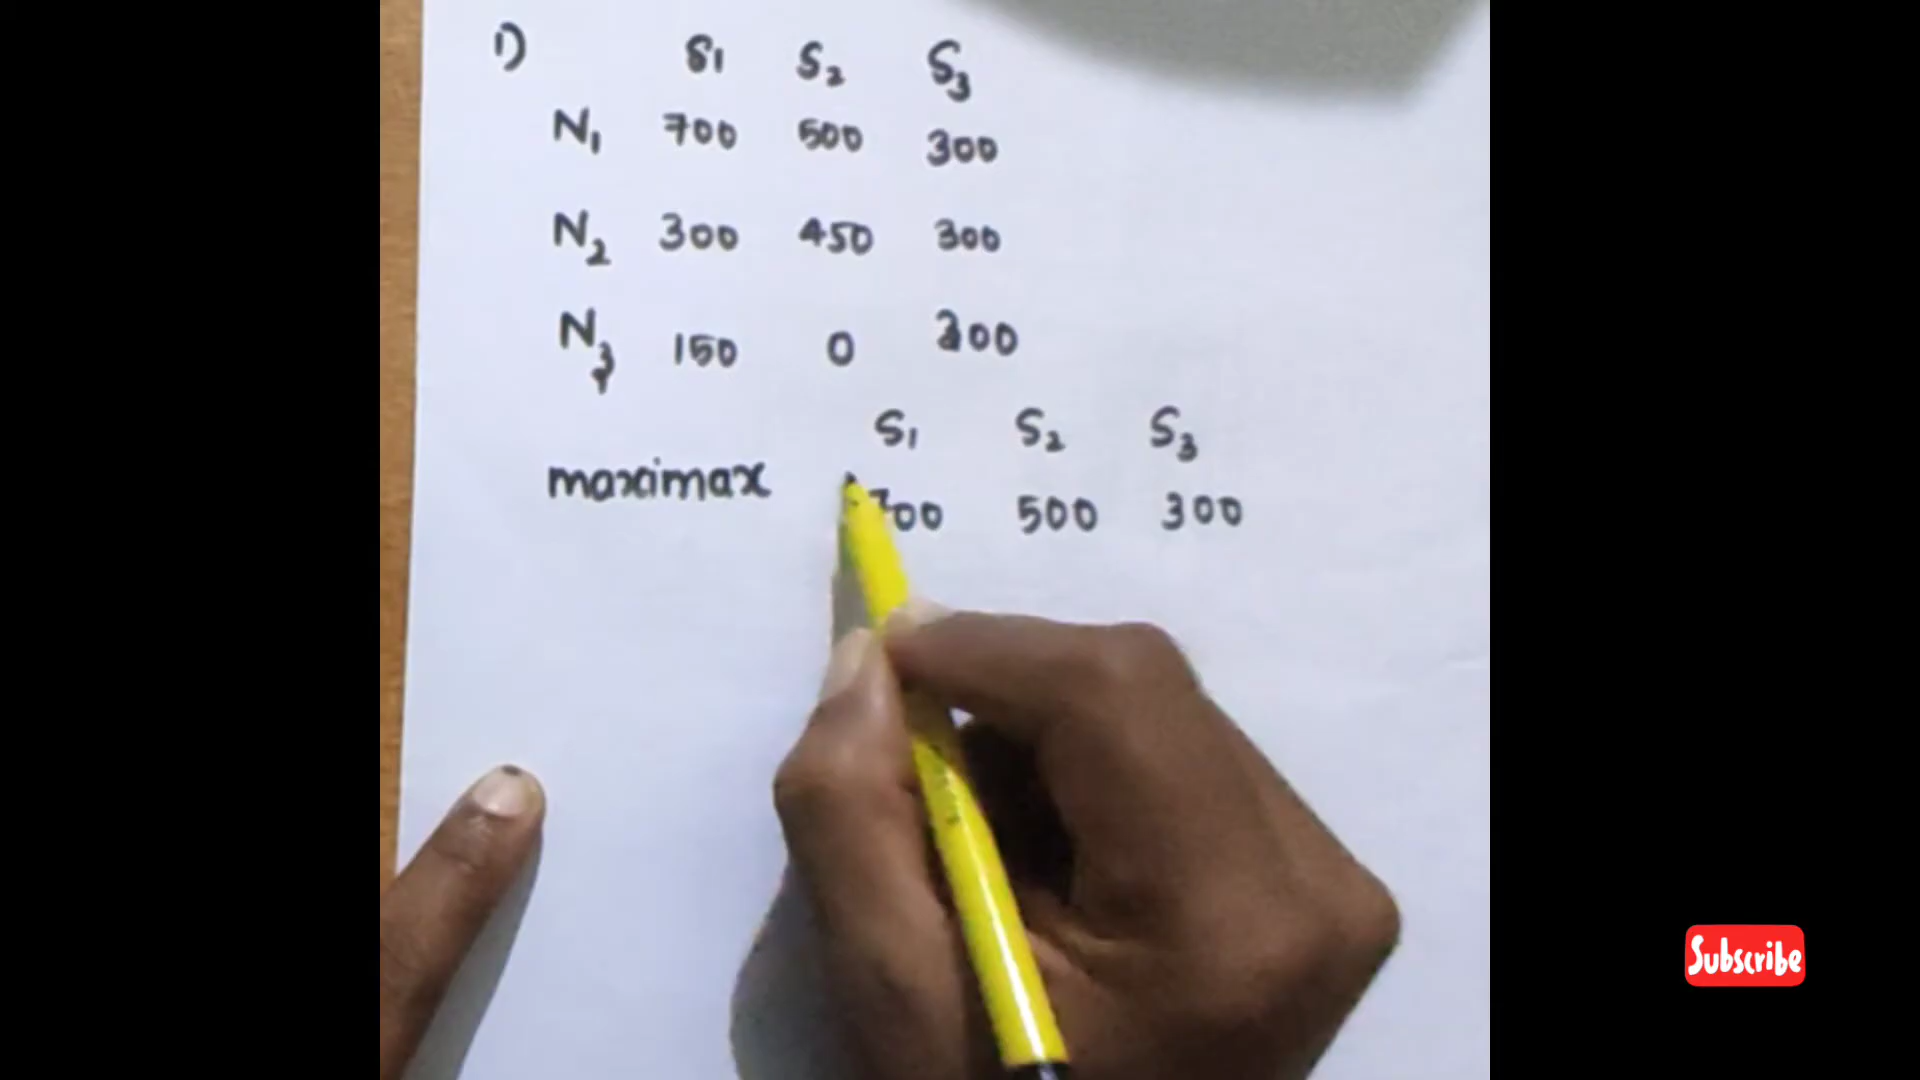 1) S1 S2 S3
N1 700 500 300
N2 300 450 300
N3 150 0 300
S1 S2 S3
maximax 700 500 300
Subscribe